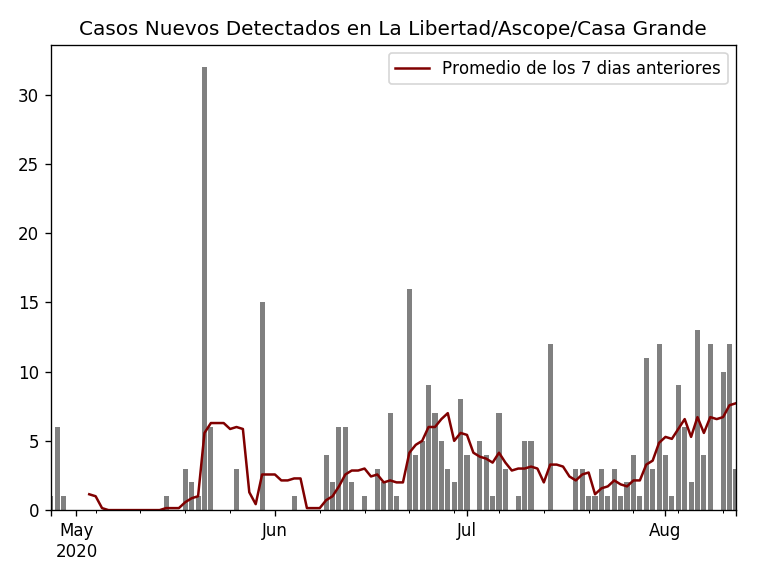 Casos Nuevos Detectados en La Libertad/Ascope/Casa Grande
Promedio de los 7 dias anteriores
30
25
20
15
10
5
0
May Jun Jul Aug
2020